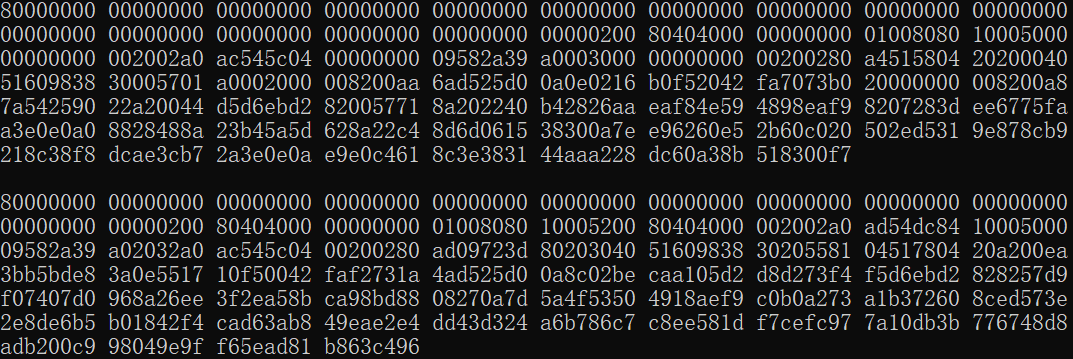 80000000 00000000 00000000 00000000 00000000 00000000 00000000 00000000 00000000 00000000
00000000 00000000 00000000 00000000 00000000 00000200 80404000 00000000 01008080 10005000
00000000 002002a0 ac545c04 00000000 09582a39 a0003000 00000000 00200280 a4515804 20200040
51609838 30005701 a0002000 008200aa 6ad525d0 0a0e0216 b0f52042 fa7073b0 20000000 008200a8
7a542590 22a20044 d5d6ebd2 82005771 8a202240 b42826aa eaf84e59 4898eaf9 8207283d ee6775fa
a3e0e0a0 8828488a 23b45a5d 628a22c4 8d6d0615 38300a7e e96260e5 2b60c020 502ed531 9e878cb9
218c38f8 dcae3cb7 2a3e0e0a e9e0c461 8c3e3831 44aaa228 dc60a38b 518300f7
80000000 00000000 00000000 00000000 00000000 00000000 00000000 00000000 00000000 00000000
00000000 00000200 80404000 00000000 01008080 10005200 80404000 002002a0 ad54dc84 10005000
09582a39 a02032a0 ac545c04 00200280 ad09723d 80203040 51609838 30205581 04517804 20a200ea
3bb5bde8 3a0e5517 10f50042 faf2731a 4ad525d0 0a8c02be caa105d2 d8d273f4 f5d6ebd2 828257d9
f07407d0 968a26ee 3f2ea58b ca98bd88 08270a7d 5a4f5350 4918aef9 c0b0a273 a1b37260 8ced573e
2e8de6b5 b01842f4 cad63ab8 49eae2e4 dd43d324 a6b786c7 c8ee581d f7cefc97 7a10db3b 776748d8
adb200c9 98049e9f f65ead81 b863c496